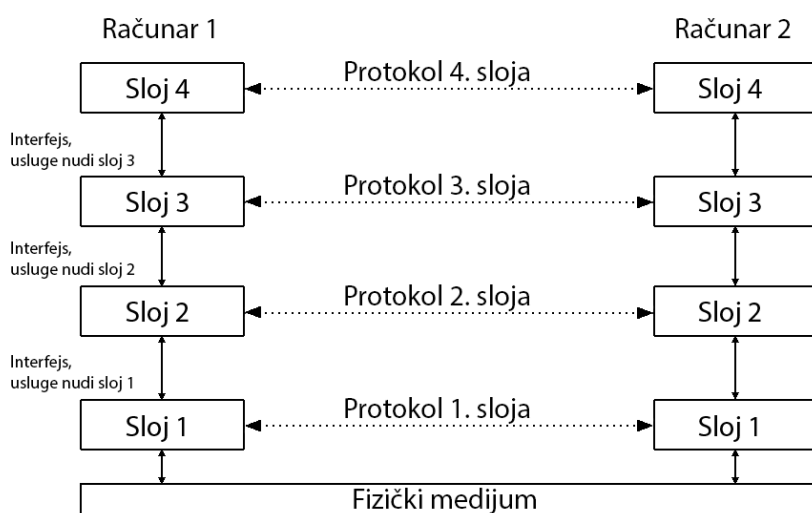 Računar 1
Računar 2
Sloj 4
Protokol 4. sloja
Sloj 4
Interfejs,
usluge nudi sloj 3
Sloj 3
Protokol 3. sloja
Sloj 3
Interfejs,
usluge nudi sloj 2
Sloj 2
Protokol 2. sloja
Sloj 2
Interfejs,
usluge nudi sloj 1
Sloj 1
Protokol 1. sloja
Sloj 1
Fizički medijum